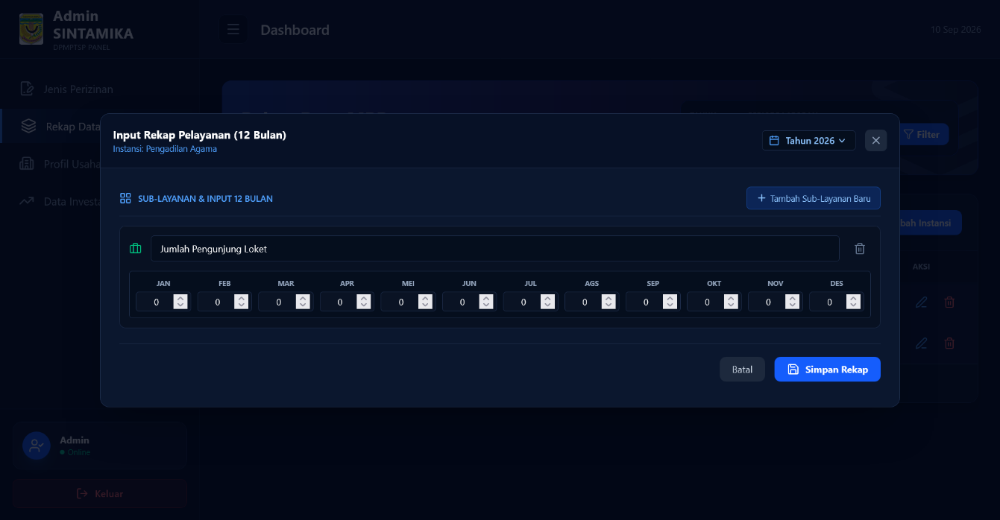 Admin
SINTAMIKA
DPMPTSP PANEL
Dashboard
10 Sep 2026
Jenis Perizinan
Rekap Data
Profil Usaha
Data Investa
Filter
bah Instansi
AKSI
Input Rekap Pelayanan (12 Bulan)
Instansi: Pengadilan Agama
Tahun 2026
SUB-LAYANAN & INPUT 12 BULAN
+ Tambah Sub-Layanan Baru
Jumlah Pengunjung Loket
JAN FEB MAR APR MEI JUN JUL AGS SEP OKT NOV DES
0 0 0 0 0 0 0 0 0 0 0 0
Batal
Simpan Rekap
Admin
Online
Keluar